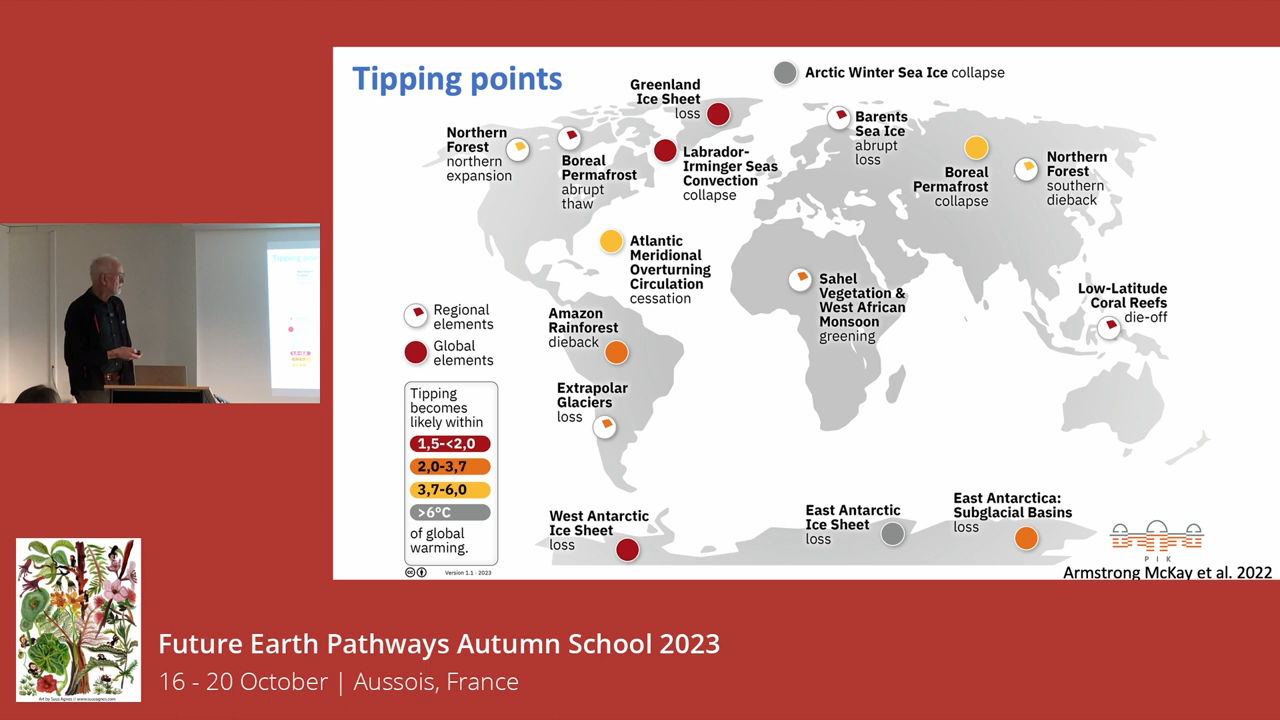 Tipping points
Arctic Winter Sea Ice collapse
Greenland
Ice Sheet
loss
Northern
Forest
northern
expansion
Boreal
Permafrost
abrupt
thaw
Labrador-
Irminger Seas
Convection
collapse
Barents
Sea Ice
abrupt
loss
Boreal
Permafrost
collapse
Northern
Forest
southern
dieback
Atlantic
Meridional
Overturning
Circulation
cessation
Sahel
Vegetation &
West African
Monsoon
greening
Low-Latitude
Coral Reefs
die-off
Regional
elements
Global
elements
Amazon
Rainforest
dieback
Extrapolar
Glaciers
loss
Tipping
becomes
likely within
1,5-<2,0
2,0-3,7
3,7-6,0
>6°C
of global
warming.
Version 1.1 · 2023
West Antarctic
Ice Sheet
loss
East Antarctic
Ice Sheet
loss
East Antarctica:
Subglacial Basins
loss
PIK
Armstrong McKay et al. 2022
Tipping poin
Future Earth Pathways Autumn School 2023
16 - 20 October | Aussois, France